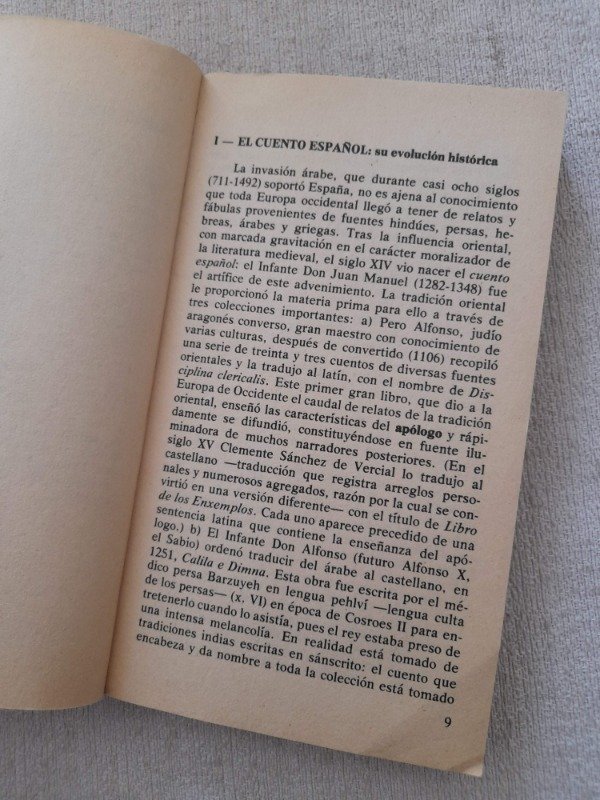 I — EL CUENTO ESPAÑOL: su evolución histórica
La invasión árabe, que durante casi ocho siglos
(711-1492) soportó España, no es ajena al conocimiento
que toda Europa occidental llegó a tener de relatos y
fábulas provenientes de fuentes hindúes, persas, he-
breas, árabes y griegas. Tras la influencia oriental,
con marcada gravitación en el carácter moralizador de
la literatura medieval, el siglo XIV vio nacer el cuento
español: el Infante Don Juan Manuel (1282-1348) fue
el artífice de este advenimiento. La tradición oriental
le proporcionó la materia prima para ello a través de
tres colecciones importantes: a) Pero Alfonso, judío
aragonés converso, gran maestro con conocimiento de
varias culturas, después de convertido (1106) recopiló
una serie de treinta y tres cuentos de diversas fuentes
orientales y la tradujo al latín, con el nombre de Dis-
ciplina clericalis. Este primer gran libro, que dio a la
Europa de Occidente el caudal de relatos de la tradición
oriental, enseñó las características del apólogo y rápi-
damente se difundió, constituyéndose en fuente ilu-
minadora de muchos narradores posteriores. (En el
siglo XV Clemente Sánchez de Vercial lo tradujo al
castellano —traducción que registra arreglos perso-
nales y numerosos agregados, razón por la cual se con-
virtió en una versión diferente— con el título de Libro
de los Enxemplos. Cada uno aparece precedido de una
sentencia latina que contiene la enseñanza del apó-
logo.) b) El Infante Don Alfonso (futuro Alfonso X,
el Sabio) ordenó traducir del árabe al castellano, en
1251, Calila e Dimna. Esta obra fue escrita por el mé-
dico persa Barzuyeh en lengua pehlví —lengua culta
de los persas— (x. VI) en época de Cosroes II para en-
tretenerlo cuando lo asistía, pues el rey estaba preso de
una intensa melancolía. En realidad está tomado de
tradiciones indias escritas en sánscrito: el cuento que
encabeza y da nombre a toda la colección está tomado
9